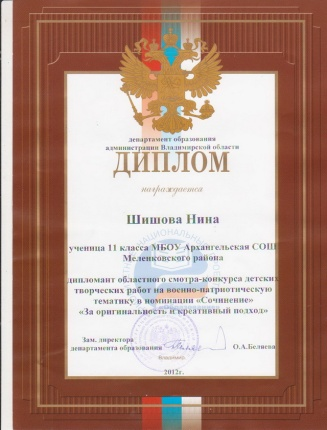 департамент образования
администрации Владимирской области
ДИПЛОМ
награждается
Шишова Нина
ученица 11 класса МБОУ Архангельская СОШ
Меленковского района
дипломант областного смотра-конкурса детских
творческих работ на военно-патриотическую
тематику в номинации «Сочинение»
«За оригинальность и креативный подход»
Зам. директора
департамента образования О.А.Беляева
Владимир
2012г.